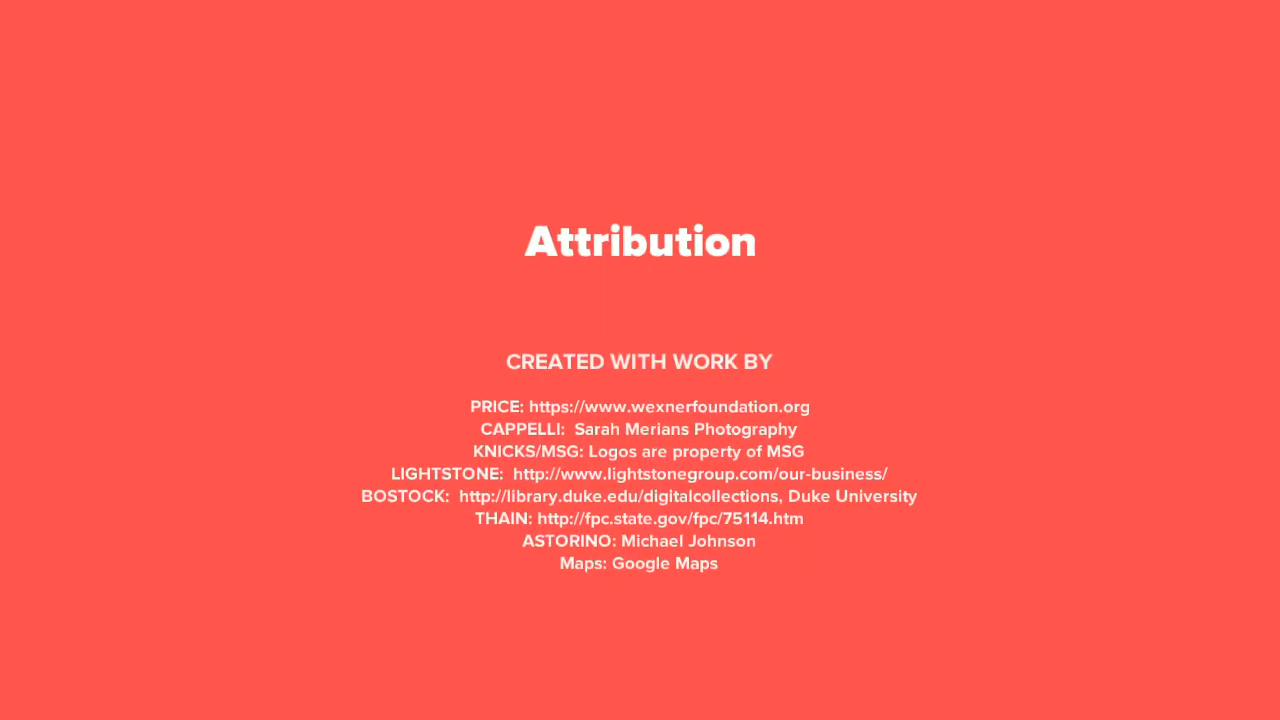 Attribution
CREATED WITH WORK BY
PRICE: https://www.wexnerfoundation.org
CAPPELLI:  Sarah Merians Photography
KNICKS/MSG: Logos are property of MSG
LIGHTSTONE:  http://www.lightstonegroup.com/our-business/
BOSTOCK:  http://library.duke.edu/digitalcollections, Duke University
THAIN: http://fpc.state.gov/fpc/75114.htm
ASTORINO: Michael Johnson
Maps: Google Maps